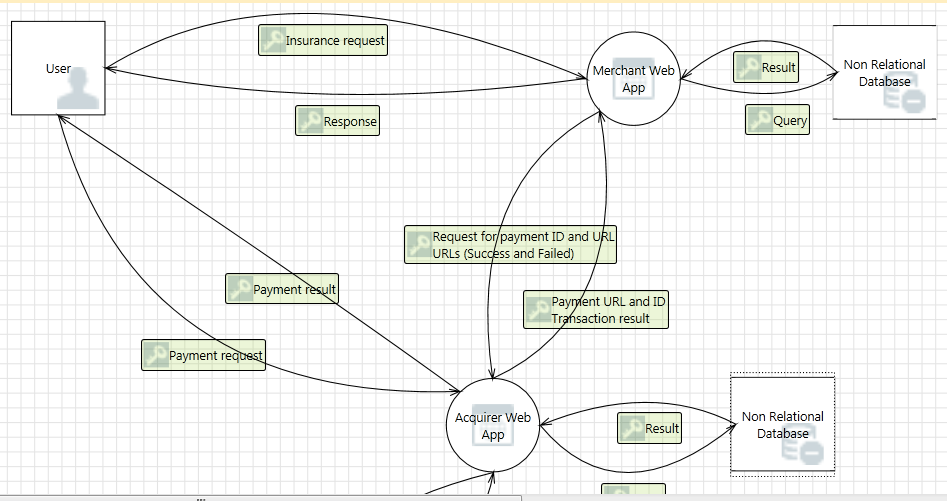 Insurance request
User
Merchant Web
App
Result
Non Relational
Database
Response
Query
Request for payment ID and URL
URLs (Success and Failed)
Payment result
Payment URL and ID
Transaction result
Payment request
Acquirer Web
App
Result
Non Relational
Database